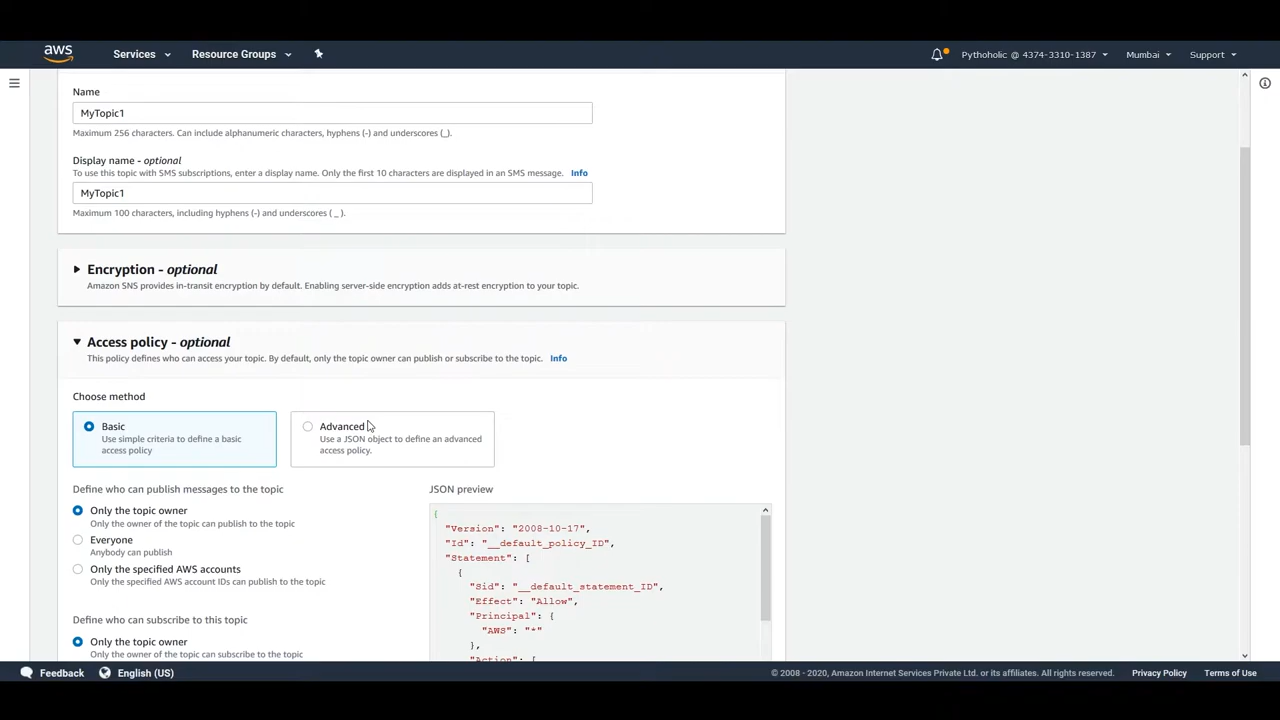 aws Services Resource Groups Pythoholic @ 4374-3310-1387 Mumbai Support
Name
MyTopic1
Maximum 256 characters. Can include alphanumeric characters, hyphens (-) and underscores (_).
Display name - optional
To use this topic with SMS subscriptions, enter a display name. Only the first 10 characters are displayed in an SMS message. Info
MyTopic1
Maximum 100 characters, including hyphens (-) and underscores ( _ ).
Encryption - optional
Amazon SNS provides in-transit encryption by default. Enabling server-side encryption adds at-rest encryption to your topic.
Access policy - optional
This policy defines who can access your topic. By default, only the topic owner can publish or subscribe to the topic. Info
Choose method
Basic
Use simple criteria to define a basic
access policy
Advanced
Use a JSON object to define an advanced
access policy.
Define who can publish messages to the topic
Only the topic owner
Only the owner of the topic can publish to the topic
Everyone
Anybody can publish
Only the specified AWS accounts
Only the specified AWS account IDs can publish to the topic
Define who can subscribe to this topic
Only the topic owner
Only the owner of the topic can subscribe to the topic
JSON preview
{
"Version": "2008-10-17",
"Id": "__default_policy_ID",
"Statement": [
{
"Sid": "__default_statement_ID",
"Effect": "Allow",
"Principal": {
"AWS": "*"
},
"Action": [
Feedback English (US) © 2008 - 2020, Amazon Internet Services Private Ltd. or its affiliates. All rights reserved. Privacy Policy Terms of Use